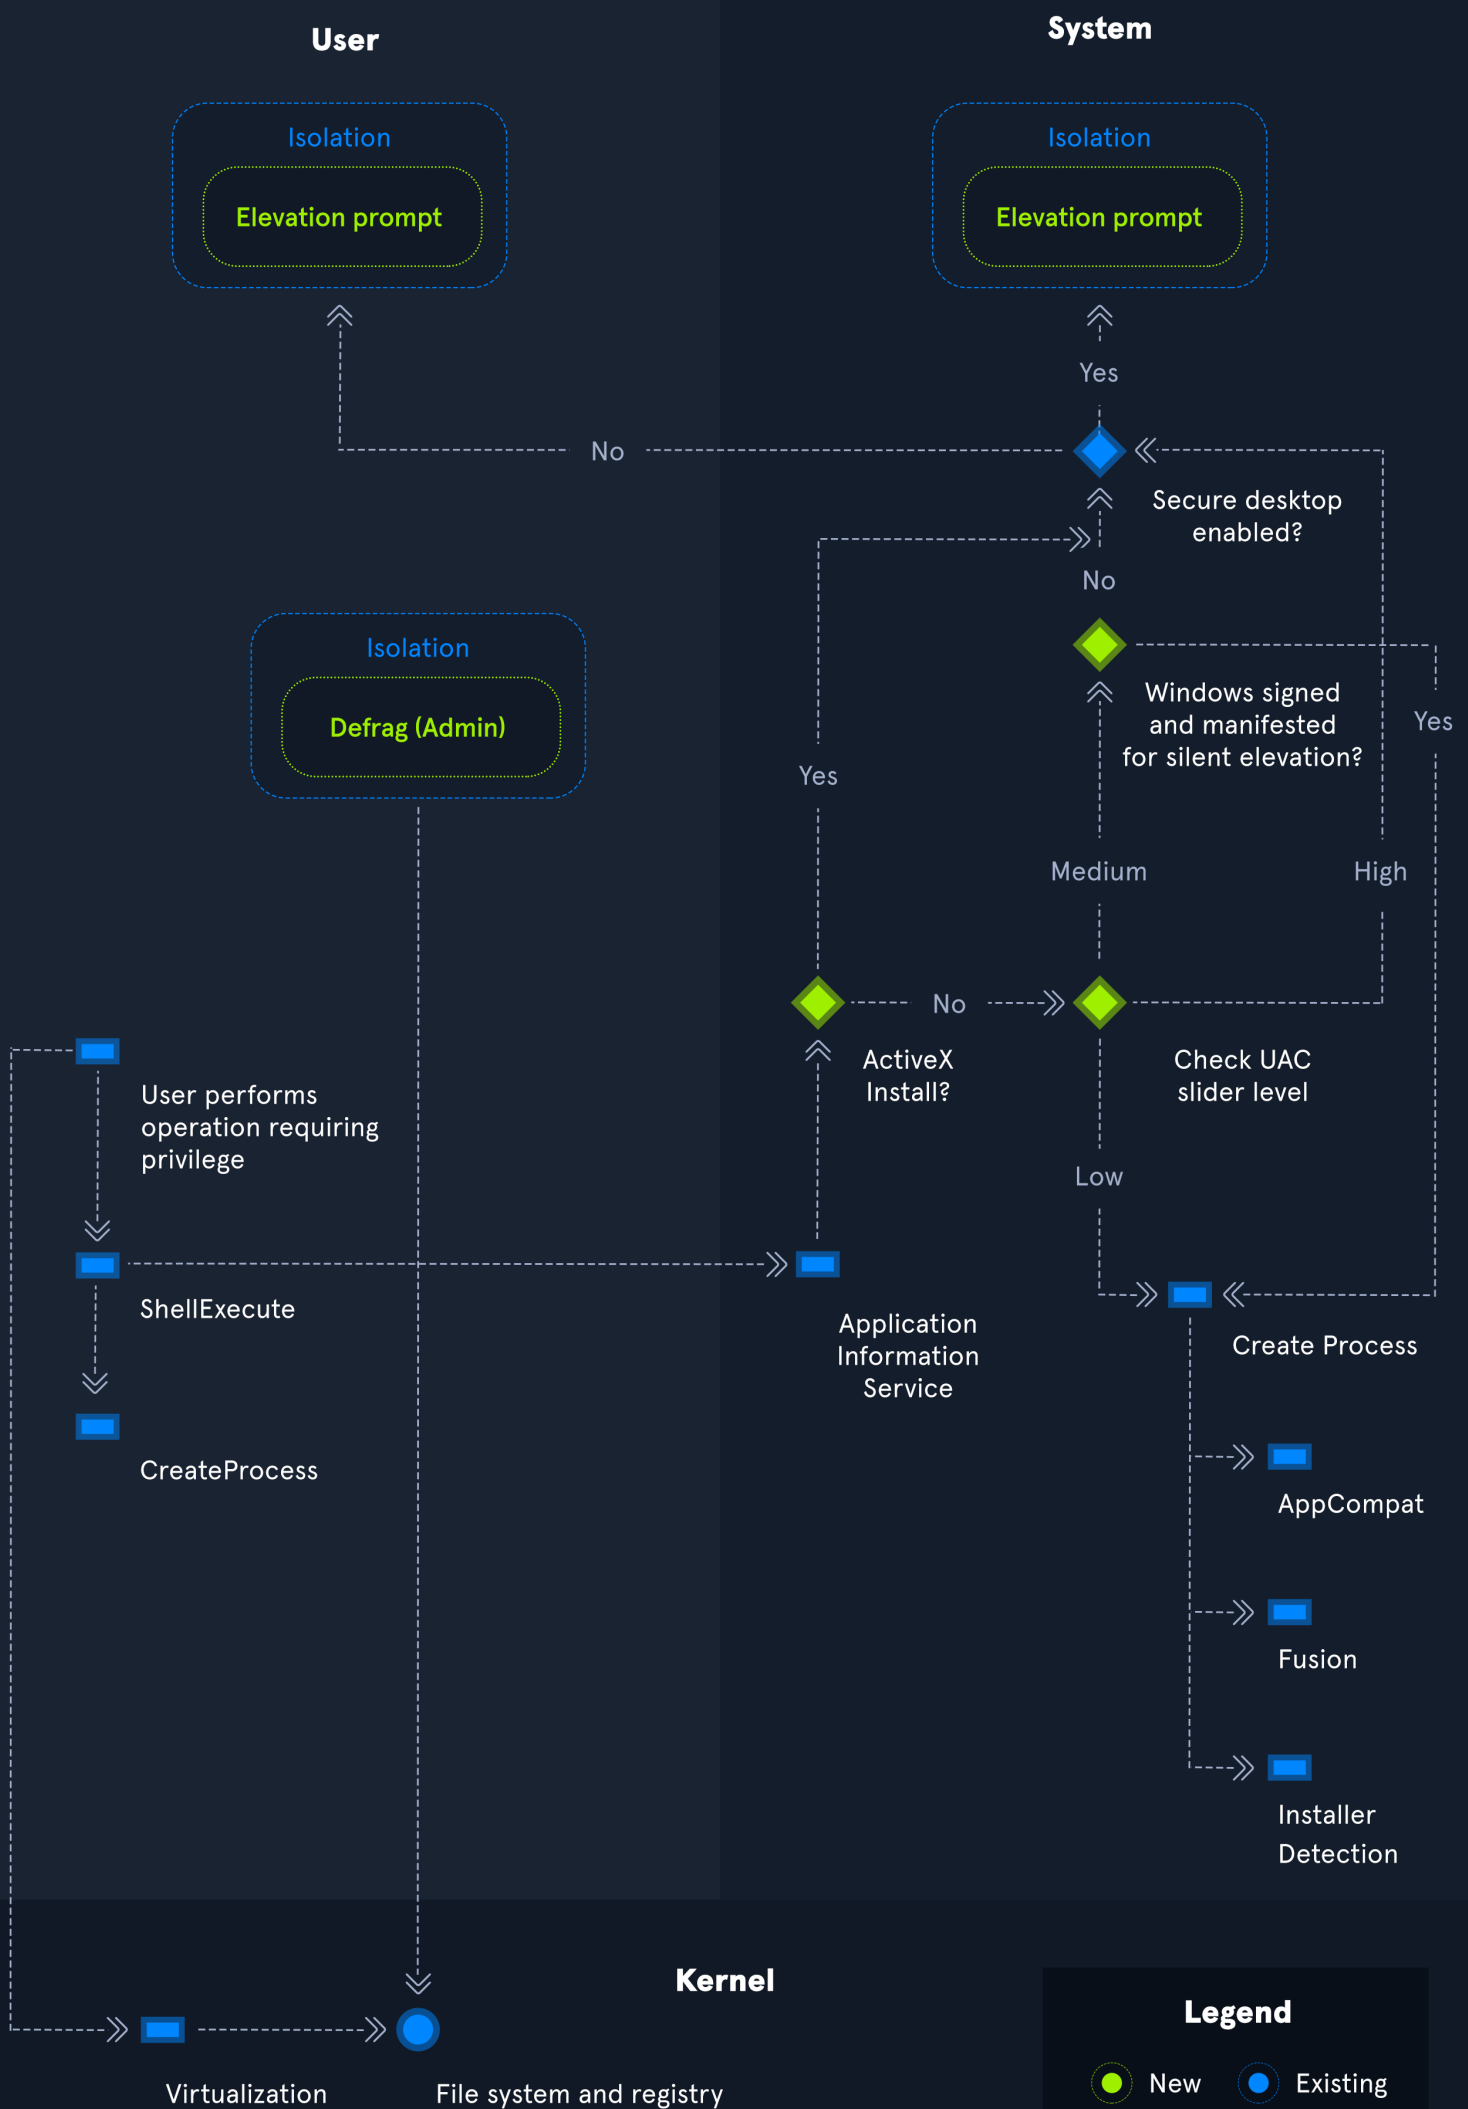 User
System
Isolation
Elevation prompt
Isolation
Elevation prompt
Yes
No
Secure desktop
enabled?
No
Isolation
Defrag (Admin)
Windows signed
and manifested
for silent elevation?
Yes
Yes
Medium
High
No
ActiveX
Install?
Check UAC
slider level
User performs
operation requiring
privilege
Low
ShellExecute
Application
Information
Service
Create Process
CreateProcess
AppCompat
Fusion
Installer
Detection
Kernel
Virtualization
File system and registry
Legend
New
Existing